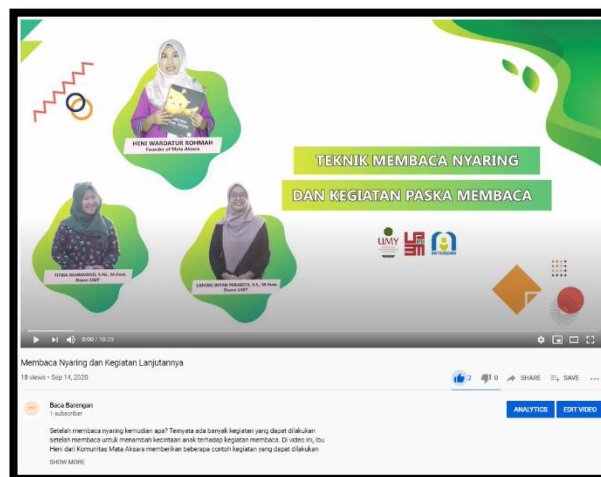 HENI WARDATUR ROHMAH
Founder of Mata Aksara
TEKNIK MEMBACA NYARING
DAN KEGIATAN PASKA MEMBACA
UMY
Dosen UMY
Dosen UMY
0:00 / 10:29
Membaca Nyaring dan Kegiatan Lanjutannya
18 views • Sep 14, 2020
2
0
SHARE
SAVE
Baca Barengan
1 subscriber
ANALYTICS
EDIT VIDEO
Setelah membaca nyaring kemudian apa? Ternyata ada banyak kegiatan yang dapat dilakukan
setelah membaca untuk menambah kecintaan anak terhadap kegiatan membaca. Di video ini, Ibu
Heni dari Komunitas Mata Aksara memberikan beberapa contoh kegiatan yang dapat dilakukan
SHOW MORE